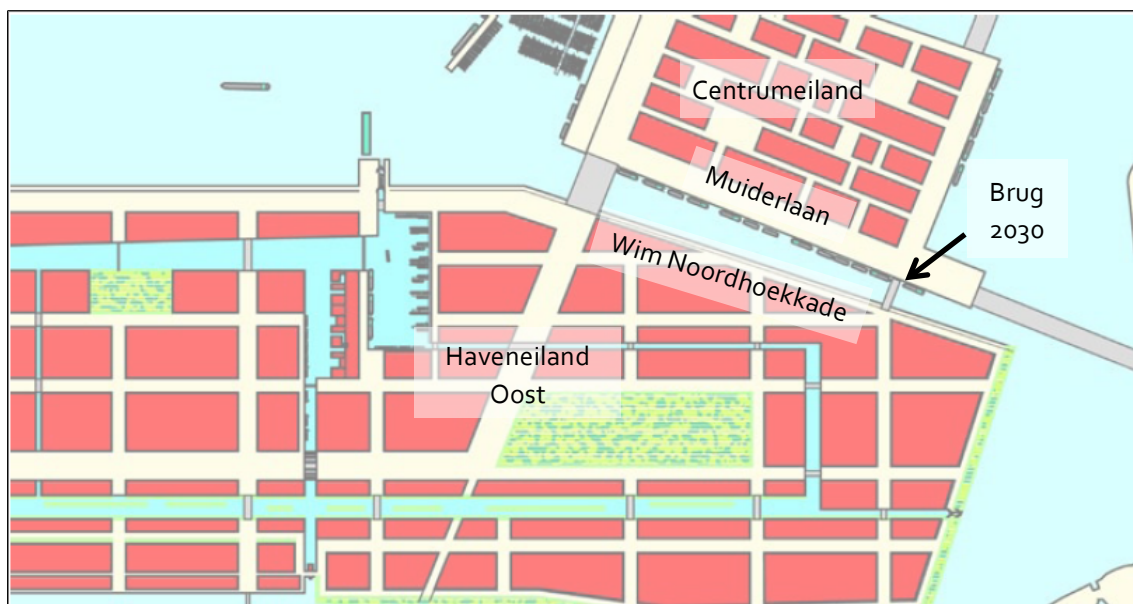 Centrumeiland
Muiderlaan
Brug
2030
Wim Noordhoekkade
Haveneiland
Oost